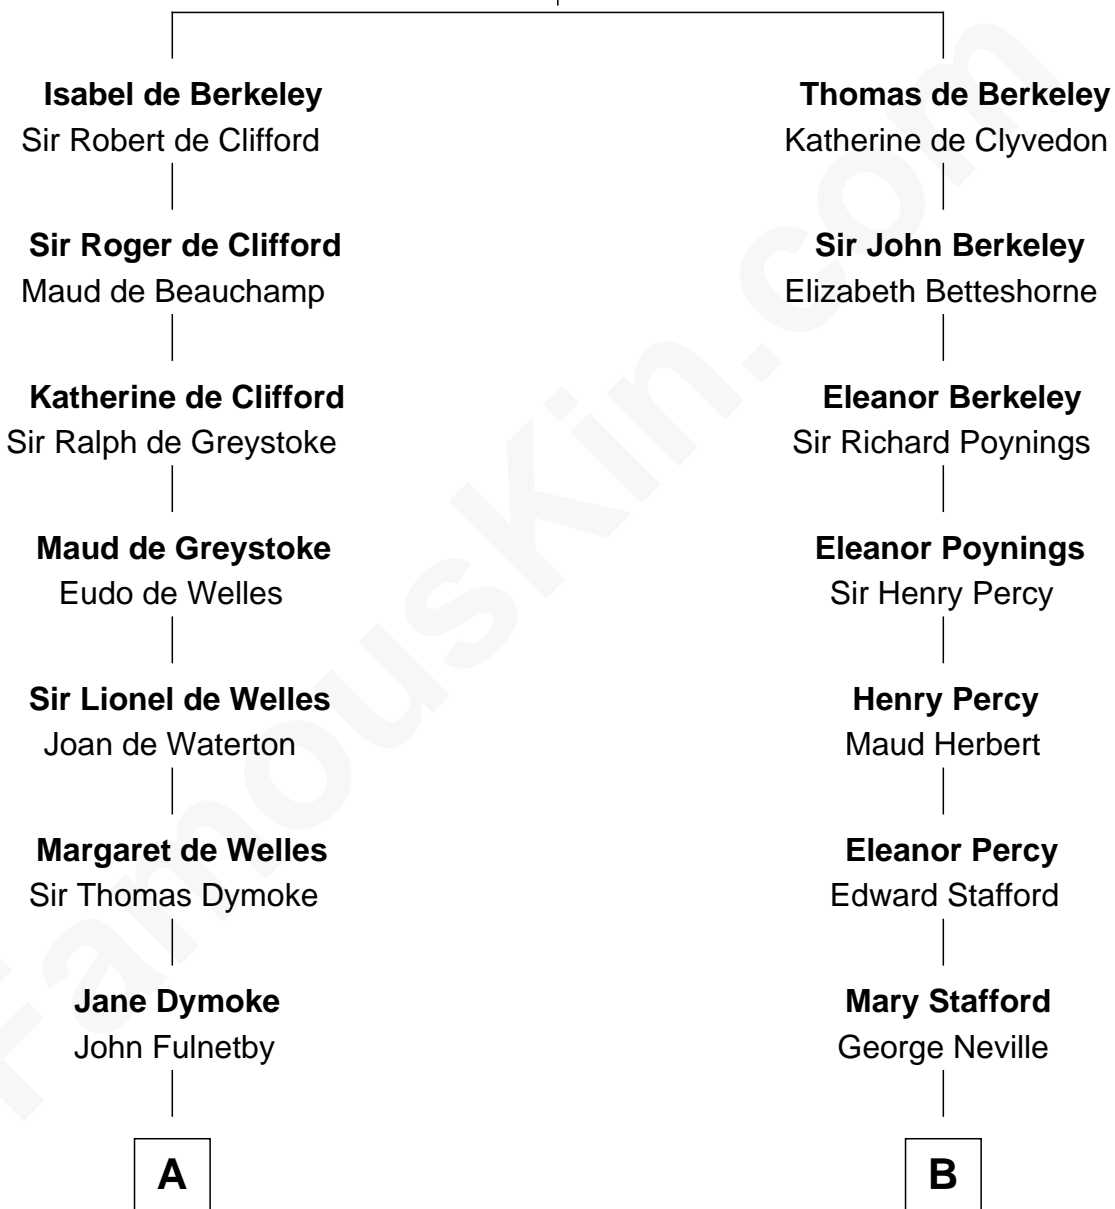 Isabel de Berkeley
Sir Robert de Clifford
Sir Roger de Clifford
Maud de Beauchamp
Katherine de Clifford
Sir Ralph de Greystoke
Maud de Greystoke
Eudo de Welles
Sir Lionel de Welles
Joan de Waterton
Margaret de Welles
Sir Thomas Dymoke
Jane Dymoke
John Fulnetby
A
Thomas de Berkeley
Katherine de Clyvedon
Sir John Berkeley
Elizabeth Betteshorne
Eleanor Berkeley
Sir Richard Poynings
Eleanor Poynings
Sir Henry Percy
Henry Percy
Maud Herbert
Eleanor Percy
Edward Stafford
Mary Stafford
George Neville
B
FamousKin.com